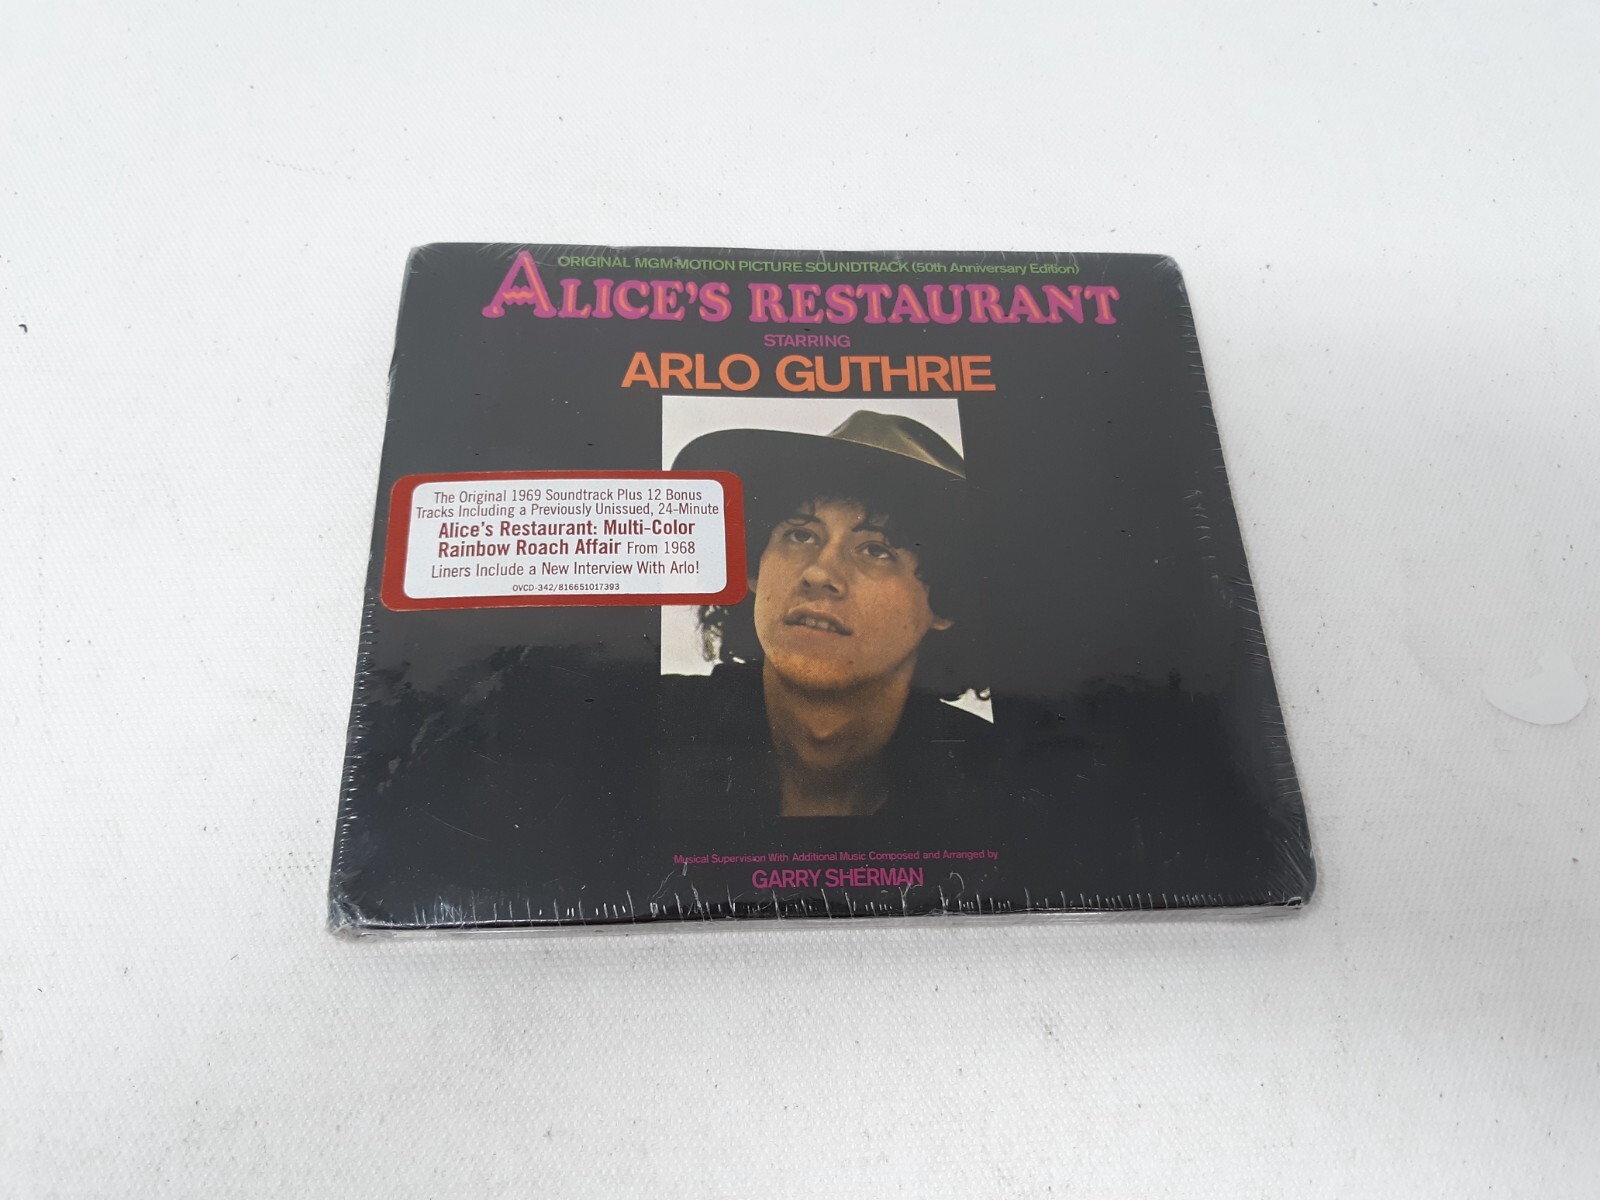 ORIGINAL MGM MOTION PICTURE SOUNDTRACK (50th Anniversary Edition)
ALICE'S RESTAURANT
STARRING
ARLO GUTHRIE
The Original 1969 Soundtrack Plus 12 Bonus
Tracks Including a Previously Unissued, 24-Minute
Alice's Restaurant: Multi-Color
Rainbow Roach Affair From 1968
Liners Include a New Interview With Arlo!
OVCD-342/816651017393
Musical Supervision With Additional Music Composed and Arranged by
GARRY SHERMAN